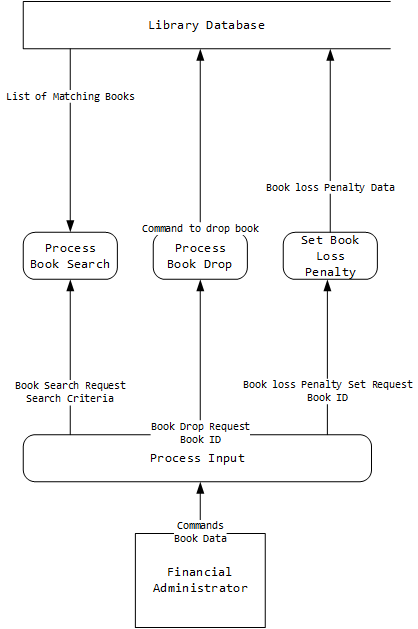 Library Database
List of Matching Books
Book loss Penalty Data
Command to drop book
Process
Book Search
Process
Book Drop
Set Book
Loss
Penalty
Book Search Request
Search Criteria
Book loss Penalty Set Request
Book ID
Book Drop Request
Book ID
Process Input
Commands
Book Data
Financial
Administrator